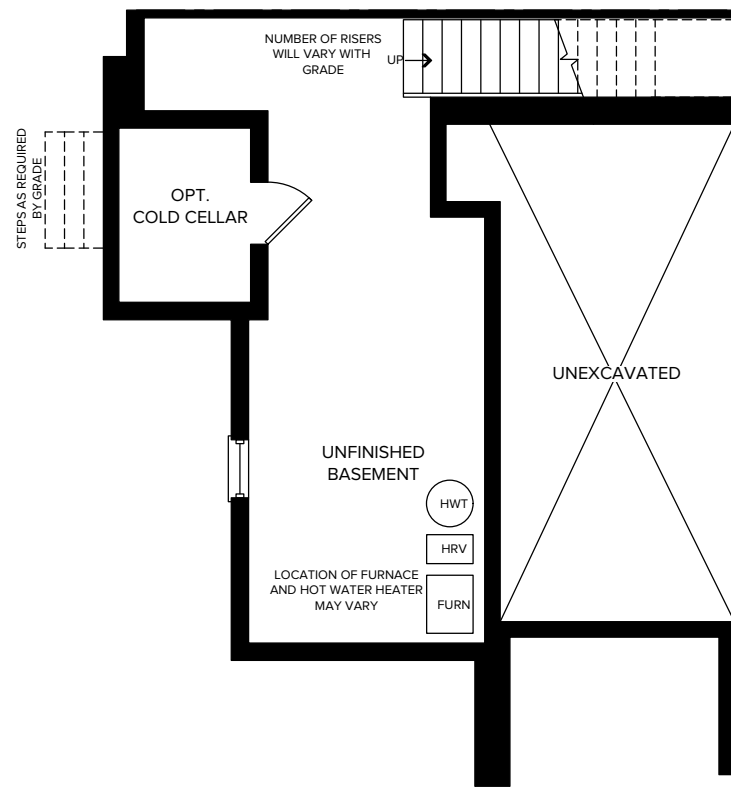 NUMBER OF RISERS
WILL VARY WITH
GRADE
UP
STEPS AS REQUIRED
BY GRADE
OPT.
COLD CELLAR
UNEXCAVATED
UNFINISHED
BASEMENT
HWT
HRV
LOCATION OF FURNACE
AND HOT WATER HEATER
MAY VARY
FURN